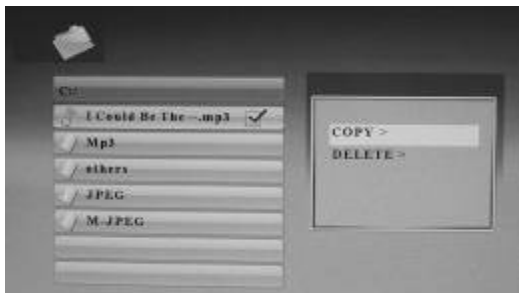 C:\
I Could Be The ~.mp3
Mp3
others
JPEG
M-JPEG
COPY >
DELETE >